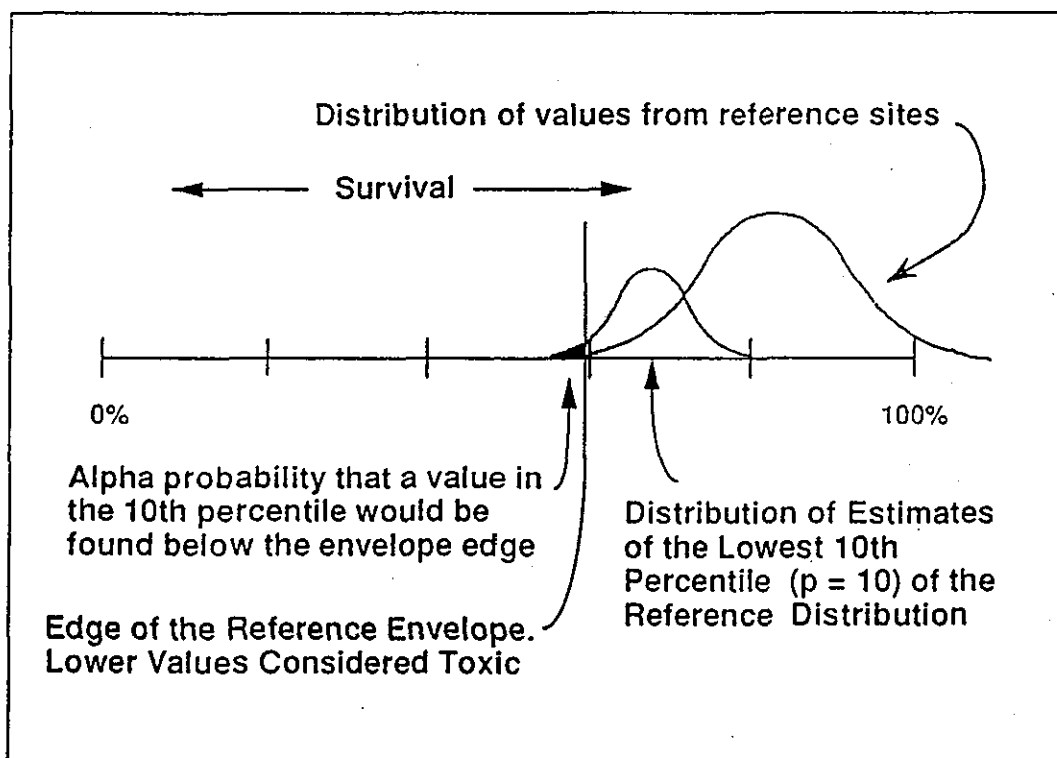 Distribution of values from reference sites
Survival
0%
100%
Alpha probability that a value in
the 10th percentile would be
found below the envelope edge
Distribution of Estimates
of the Lowest 10th
Percentile (p = 10) of the
Reference Distribution
Edge of the Reference Envelope.
Lower Values Considered Toxic